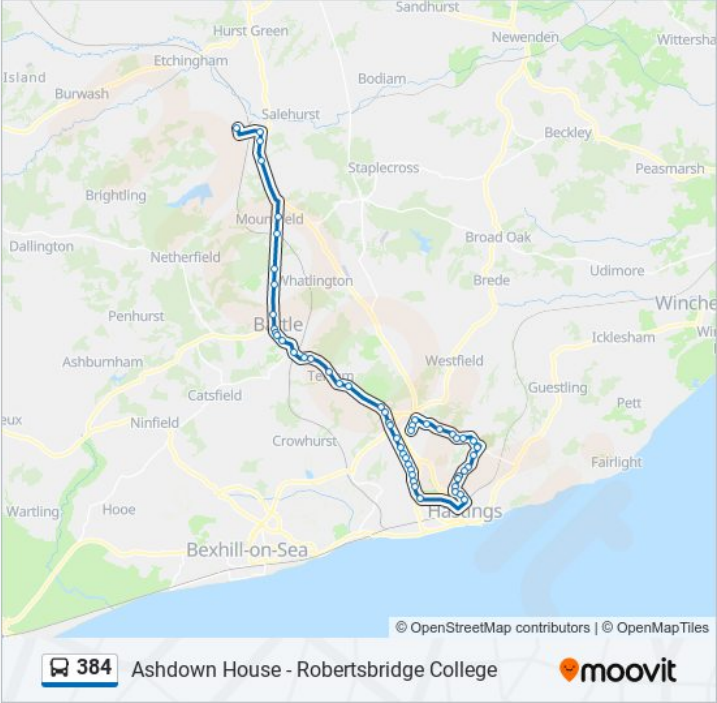 Sandhurst
Hurst Green
Newenden
Wittersha
Etchingham
Island
Bodiam
Burwash
Salehurst
Beckley
Staplecross
Peasmarsh
Brightling
Mountfield
Broad Oak
Dallington
Netherfield
Udimore
Whatlington
Brede
Winche
Penhurst
Battle
Icklesham
Win
Ashburnham
Westfield
Telham
Guestling
Catsfield
Pett
eux
Ninfield
Crowhurst
Fairlight
Wartling
Hooe
Hastings
Bexhill-on-Sea
© OpenStreetMap contributors | © OpenMapTiles
384 Ashdown House - Robertsbridge College
moovit